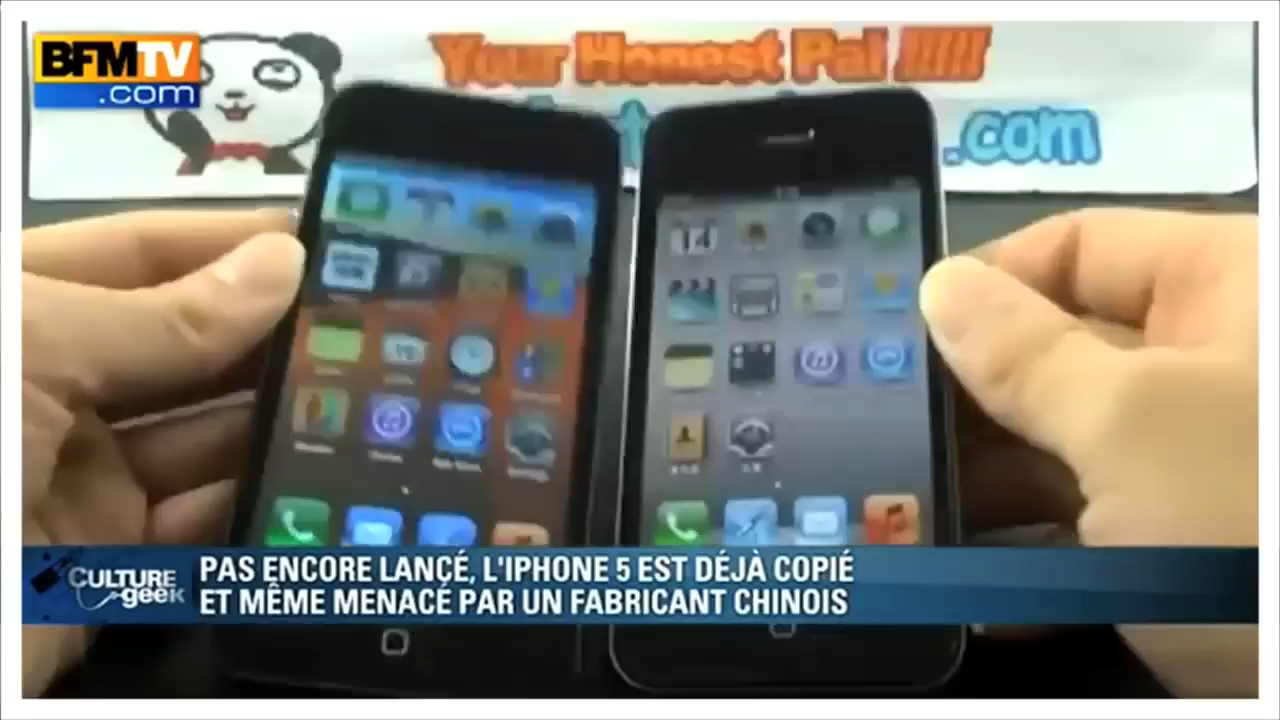 BFMTV
.com
Your Honest Pal !!!!!!
.com
14
CULTURE
geek
PAS ENCORE LANCÉ, L'IPHONE 5 EST DÉJÀ COPIÉ
ET MÊME MENACÉ PAR UN FABRICANT CHINOIS